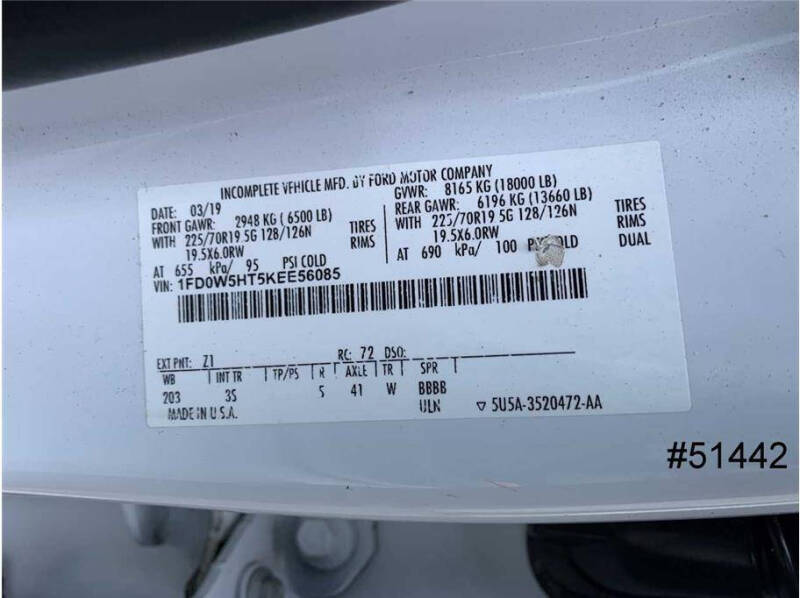 INCOMPLETE VEHICLE MFD. BY FORD MOTOR COMPANY
DATE: 03/19 GVWR: 8165 KG (18000 LB)
FRONT GAWR: 2948 KG (6500 LB) REAR GAWR: 6196 KG (13660 LB)
WITH 225/70R19.5G 128/126N TIRES WITH 225/70R19.5G 128/126N TIRES
19.5X6.0RW RIMS 19.5X6.0RW RIMS
AT 655 kPa/ 95 PSI COLD AT 690 kPa/ 100 PSI COLD DUAL
VIN: 1FD0W5HT5KEE56085
EXT PNT: Z1 RC: 72 DSO:
WB INT TR TP/PS R AXLE TR SPR
203 3S 5 41 W BBBB
MADE IN U.S.A. ULN ▽ 5U5A-3520472-AA
#51442